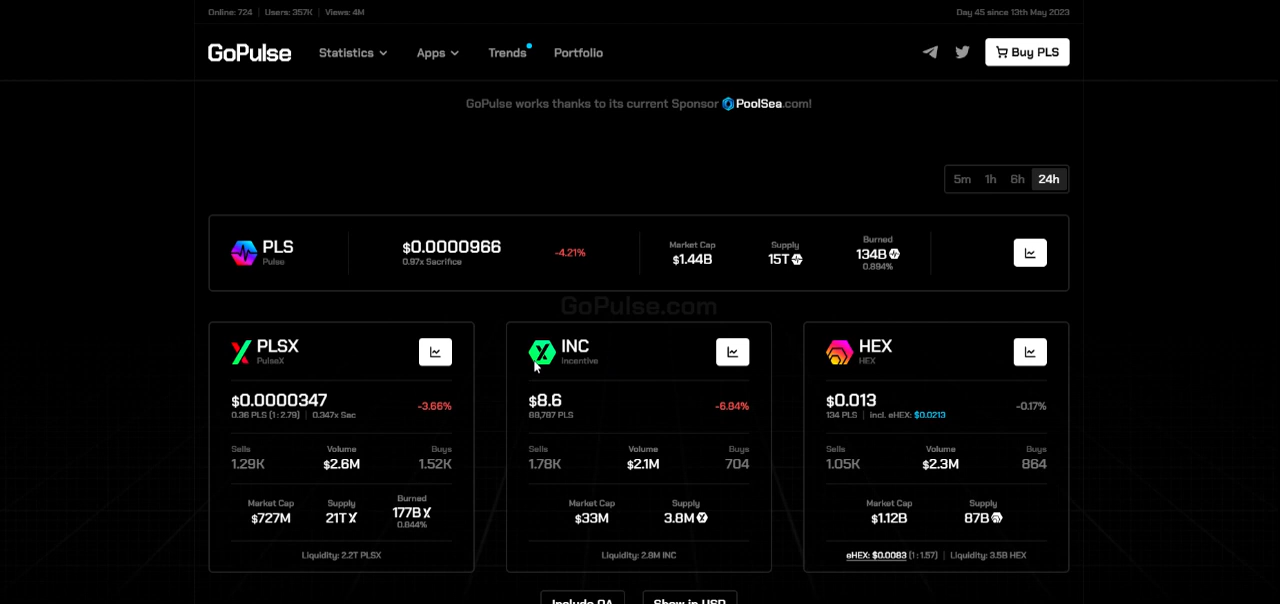 Online: 724 | Users: 357K | Views: 4M
Day 45 since 13th May 2023
GoPulse Statistics Apps Trends Portfolio Buy PLS
GoPulse works thanks to its current Sponsor PoolSea.com!
5m 1h 6h 24h
PLS
Pulse
$0.0000966
0.97x Sacrifice
-4.21%
Market Cap
$1.44B
Supply
15T
Burned
134B
0.894%
GoPulse.com
PLSX
PulseX
$0.0000347
0.36 PLS (1 : 2.79) | 0.347x Sac
-3.66%
Sells Volume Buys
1.29K $2.6M 1.52K
Market Cap
$727M
Supply
21T
Burned
177B
0.844%
Liquidity: 2.2T PLSX
INC
Incentive
$8.6
88,787 PLS
-6.84%
Sells Volume Buys
1.78K $2.1M 704
Market Cap Supply
$33M 3.8M
Liquidity: 2.8M INC
HEX
HEX
$0.013
134 PLS | incl. eHEX: $0.0213
-0.17%
Sells Volume Buys
1.05K $2.3M 864
Market Cap Supply
$1.12B 87B
eHEX: $0.0083 (1 : 1.57) | Liquidity: 3.5B HEX
Include OA Show in USD